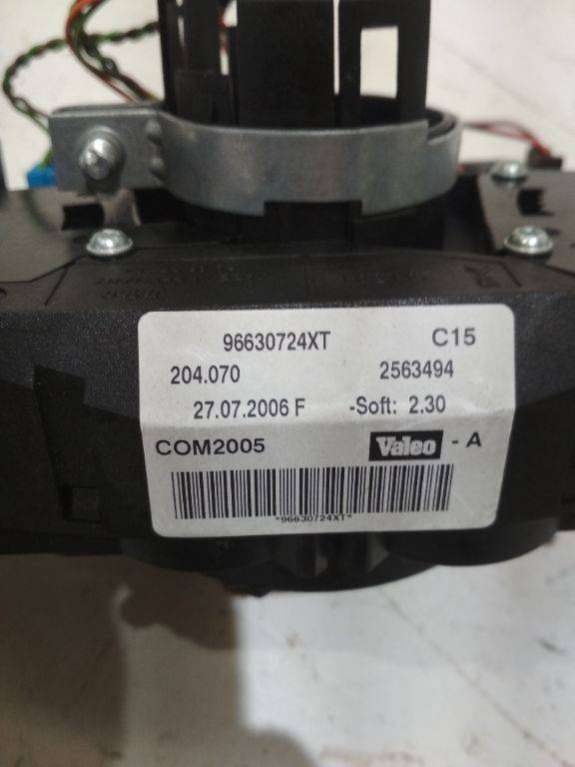 96630724XT C15
204.070 2563494
27.07.2006 F -Soft: 2.30
COM2005 Valeo - A
*96630724XT*